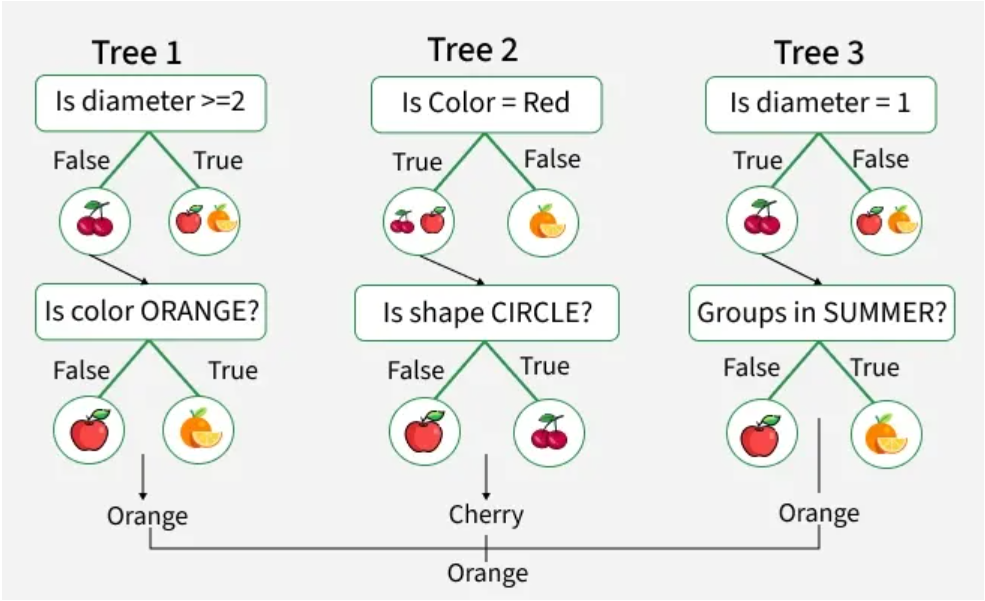 Tree 1
Is diameter >=2
False
True
Is color ORANGE?
False
True
Orange
Tree 2
Is Color = Red
True
False
Is shape CIRCLE?
False
True
Cherry
Tree 3
Is diameter = 1
True
False
Groups in SUMMER?
False
True
Orange
Orange